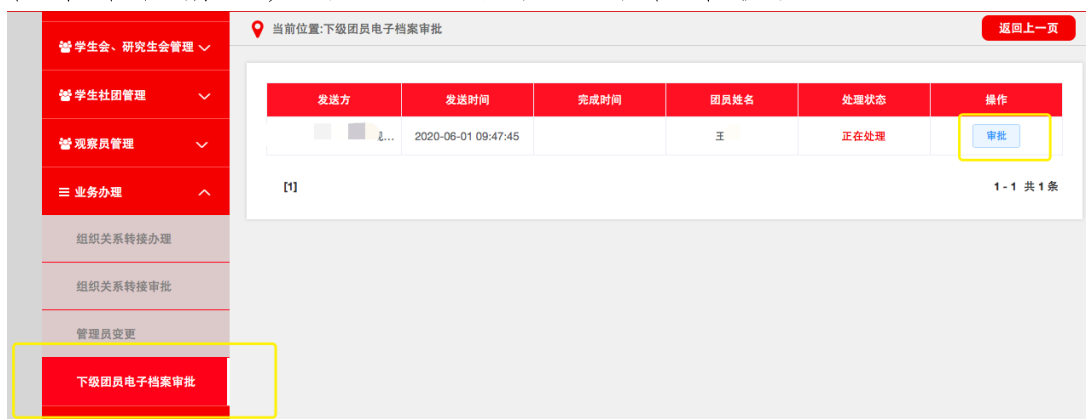 当前位置:下级团员电子档案审批
返回上一页
学生会、研究生会管理
学生社团管理
观察员管理
业务办理
组织关系转接办理
组织关系转接审批
管理员变更
下级团员电子档案审批
发送方 发送时间 完成时间 团员姓名 处理状态 操作
... 2020-06-01 09:47:45 王 正在处理 审批
[1] 1-1 共1条